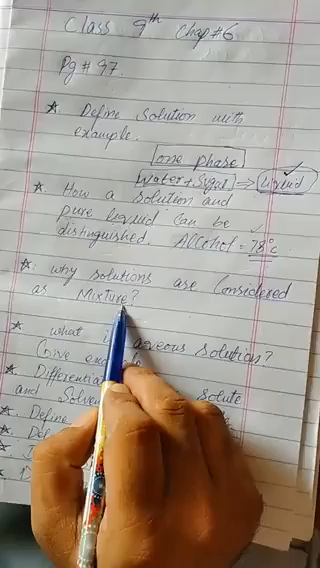 Class 9th Chap#6
Pg # 97.
* Define Solution with
example.
one phase
Water + Sugar ⇒ Liquid
* How a solution and
pure liquid can be
distinguished. Alcohol = 78°C
* why solutions are Considered
as Mixture?
* what is aqueous Solution?
Give
* Differentia
and Solve solute
* Define